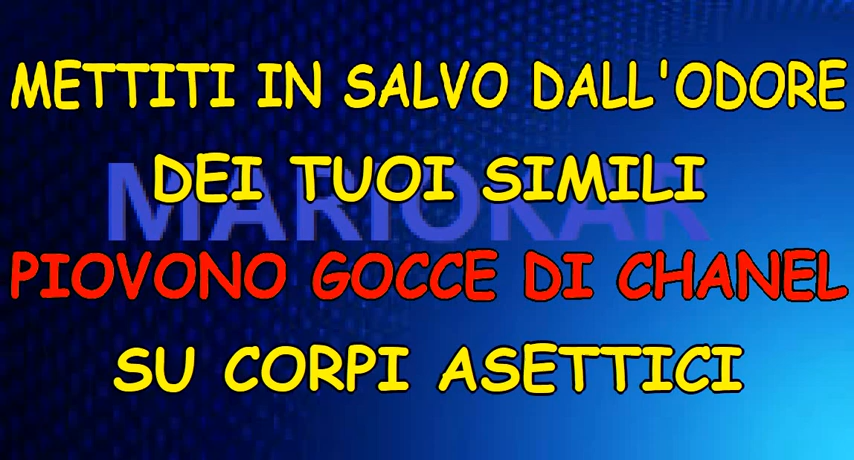 METTITI IN SALVO DALL'ODORE
DEI TUOI SIMILI
MARIOKAR
PIOVONO GOCCE DI CHANEL
SU CORPI ASETTICI